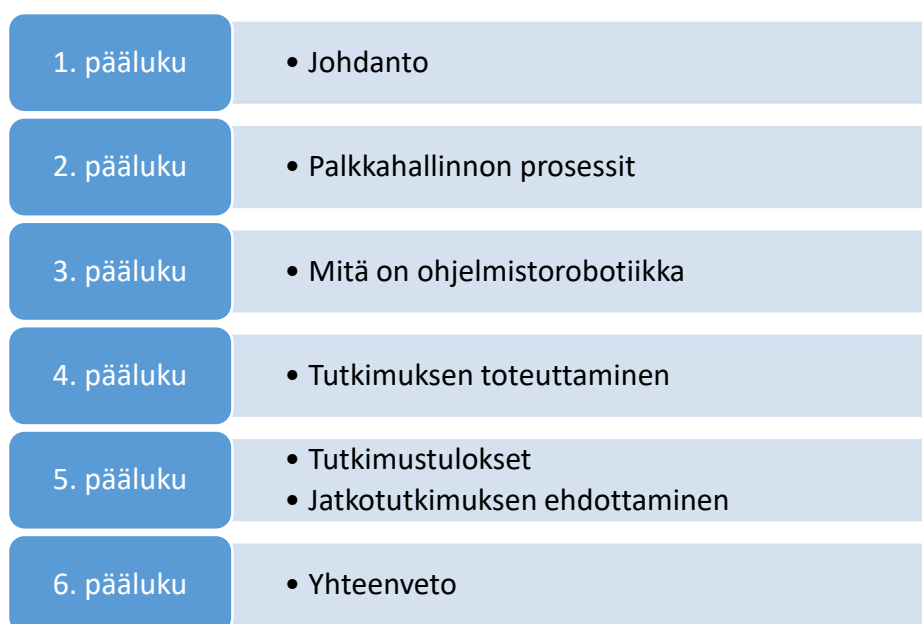 1. pääluku
• Johdanto
2. pääluku
• Palkkahallinnon prosessit
3. pääluku
• Mitä on ohjelmistorobotiikka
4. pääluku
• Tutkimuksen toteuttaminen
5. pääluku
• Tutkimustulokset
• Jatkotutkimuksen ehdottaminen
6. pääluku
• Yhteenveto